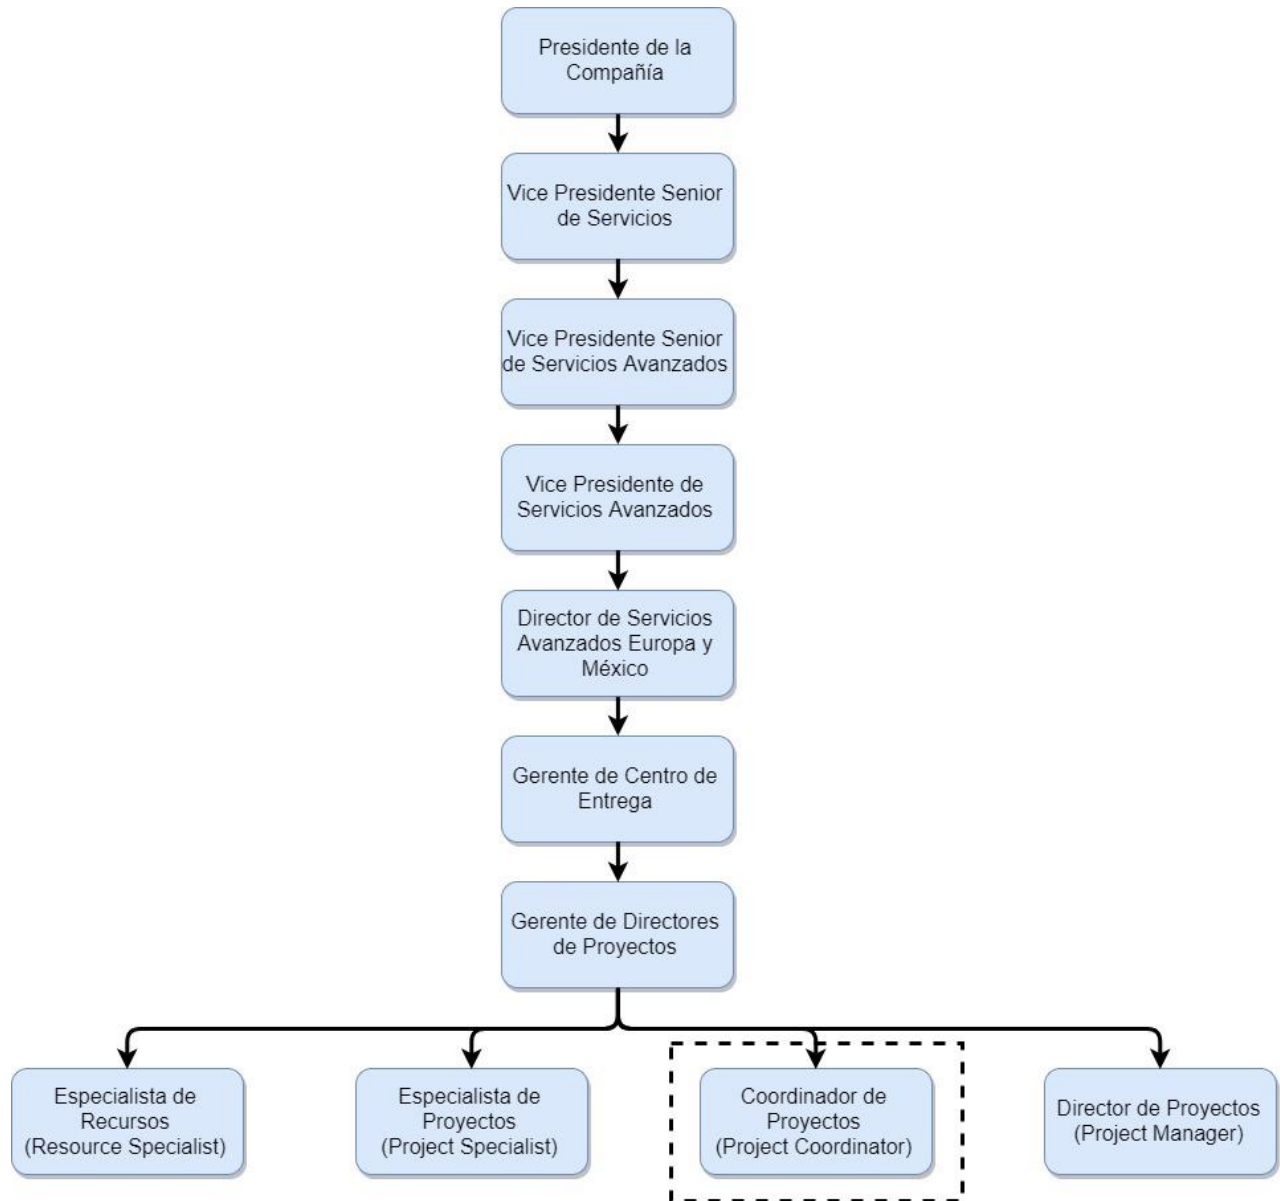 Presidente de la
Compañía
Vice Presidente Senior
de Servicios
Vice Presidente Senior
de Servicios Avanzados
Vice Presidente de
Servicios Avanzados
Director de Servicios
Avanzados Europa y
México
Gerente de Centro de
Entrega
Gerente de Directores
de Proyectos
Especialista de
Recursos
(Resource Specialist)
Especialista de
Proyectos
(Project Specialist)
Coordinador de
Proyectos
(Project Coordinator)
Director de Proyectos
(Project Manager)